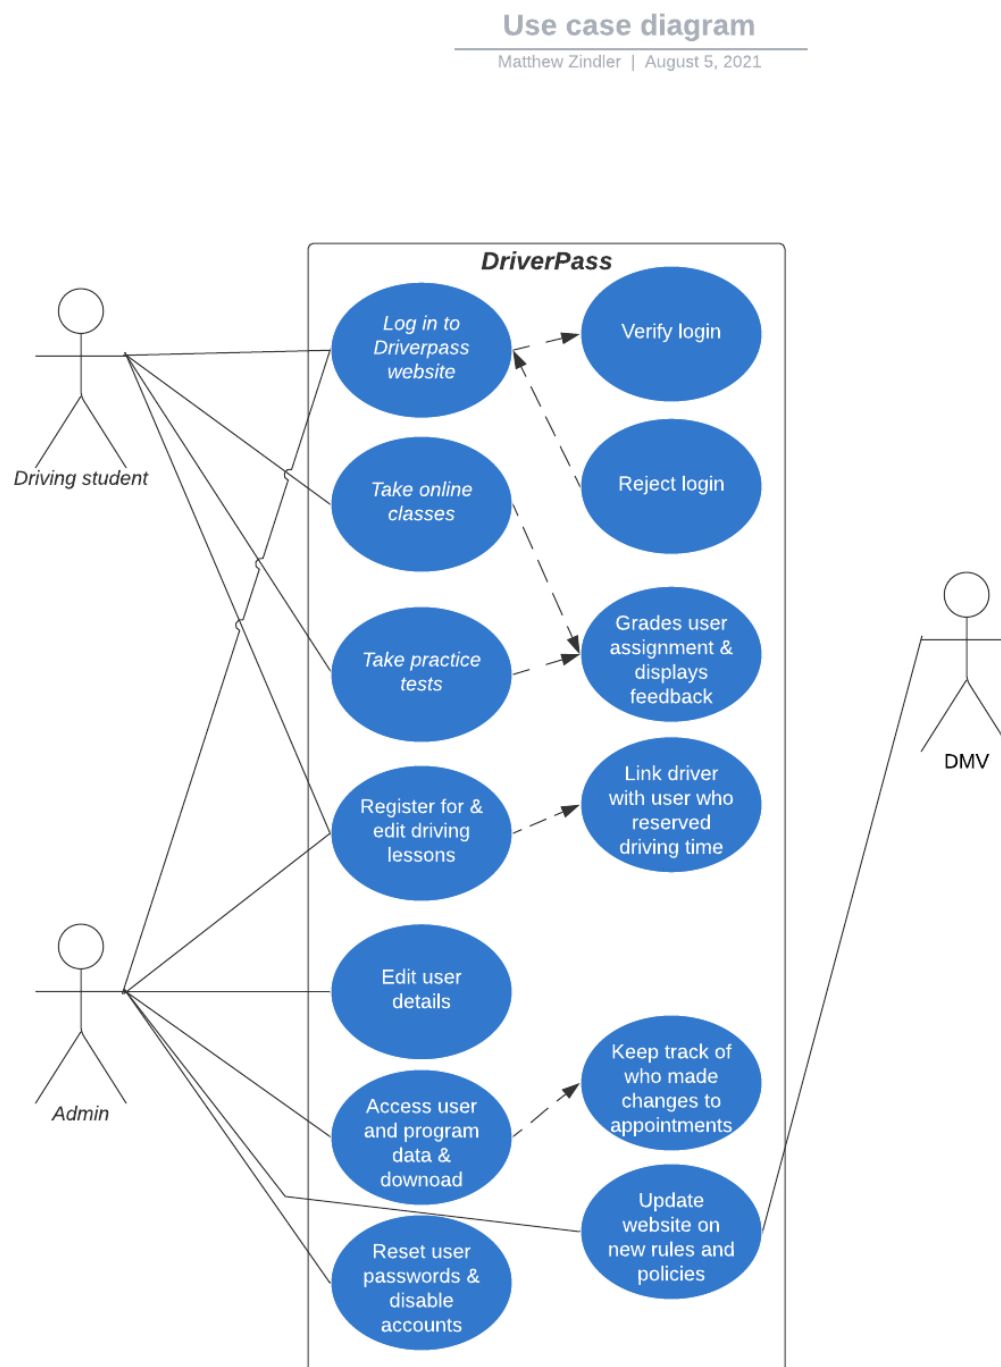 Use case diagram
Matthew Zindler | August 5, 2021
DriverPass
Log in to
Driverpass
website
Verify login
Driving student
Take online
classes
Reject login
Take practice
tests
Grades user
assignment &
displays
feedback
DMV
Register for &
edit driving
lessons
Link driver
with user who
reserved
driving time
Edit user
details
Admin
Access user
and program
data &
downoad
Keep track of
who made
changes to
appointments
Reset user
passwords &
disable
accounts
Update
website on
new rules and
policies